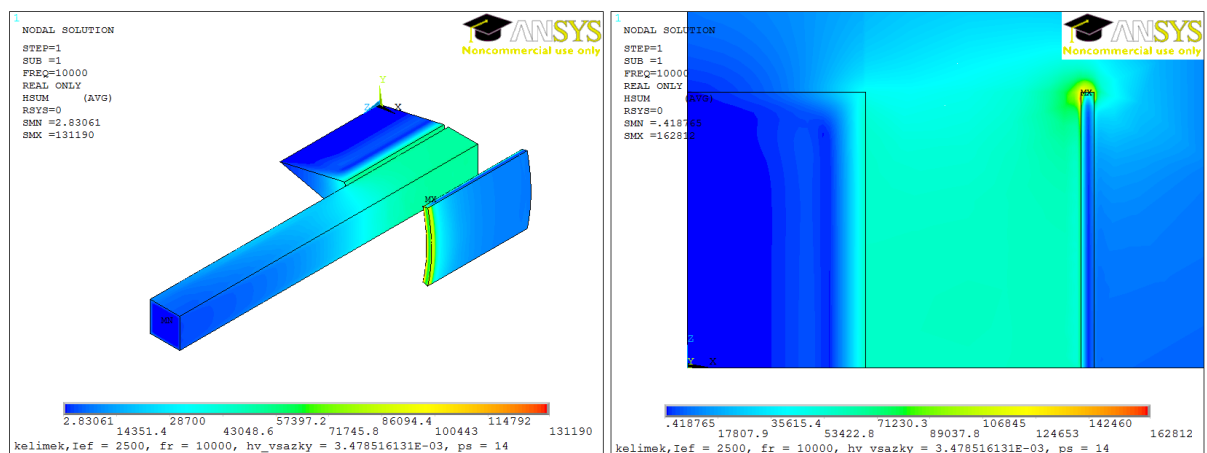 1
NODAL SOLUTION
STEP=1
SUB =1
FREQ=10000
REAL ONLY
HSUM (AVG)
RSYS=0
SMN =2.83061
SMX =131190
ANSYS
Noncommercial use only
Y
Z X
MX
MN
2.83061 28700 57397.2 86094.4 114792
14351.4 43048.6 71745.8 100443 131190
kelimek,Ief = 2500, fr = 10000, hv_vsazky = 3.478516131E-03, ps = 14
1
NODAL SOLUTION
STEP=1
SUB =1
FREQ=10000
REAL ONLY
HSUM (AVG)
RSYS=0
SMN =.418765
SMX =162812
ANSYS
Noncommercial use only
MX
Z
Y X
.418765 35615.4 71230.3 106845 142460
17807.9 53422.8 89037.8 124653 162812
kelimek,Ief = 2500, fr = 10000, hv_vsazky = 3.478516131E-03, ps = 14